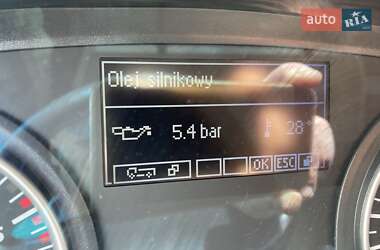 auto RIA
Olej silnikowy
5.4 bar
28°
OK ESC